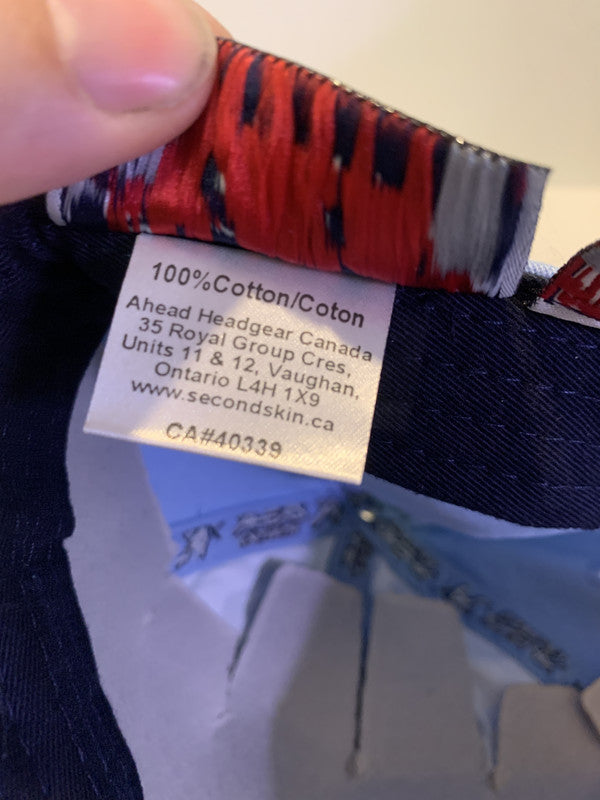 100%Cotton/Coton
Ahead Headgear Canada
35 Royal Group Cres,
Units 11 & 12, Vaughan,
Ontario L4H 1X9
www.secondskin.ca
CA#40339